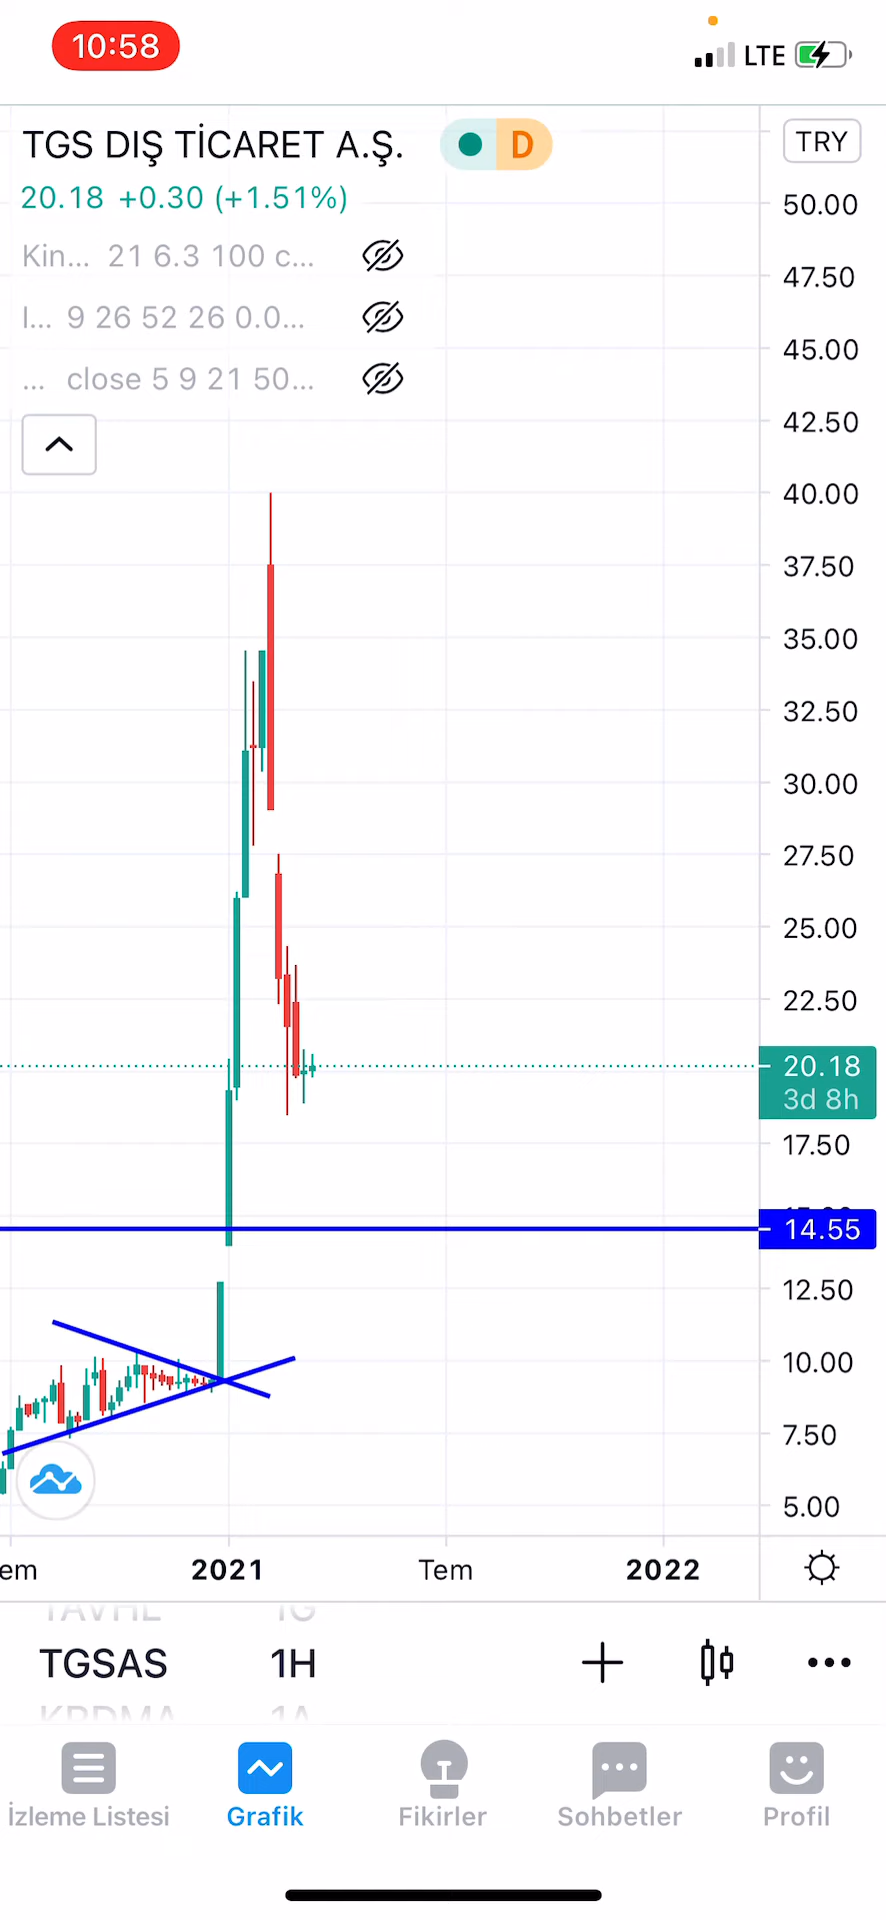 10:58
LTE
TGS DIŞ TİCARET A.Ş.
D
TRY
20.18 +0.30 (+1.51%)
Kin... 21 6.3 100 c...
I... 9 26 52 26 0.0...
... close 5 9 21 50...
50.00
47.50
45.00
42.50
40.00
37.50
35.00
32.50
30.00
27.50
25.00
22.50
20.18
3d 8h
17.50
14.55
12.50
10.00
7.50
5.00
em 2021 Tem 2022
TGSAS 1H
İzleme Listesi
Grafik
Fikirler
Sohbetler
Profil